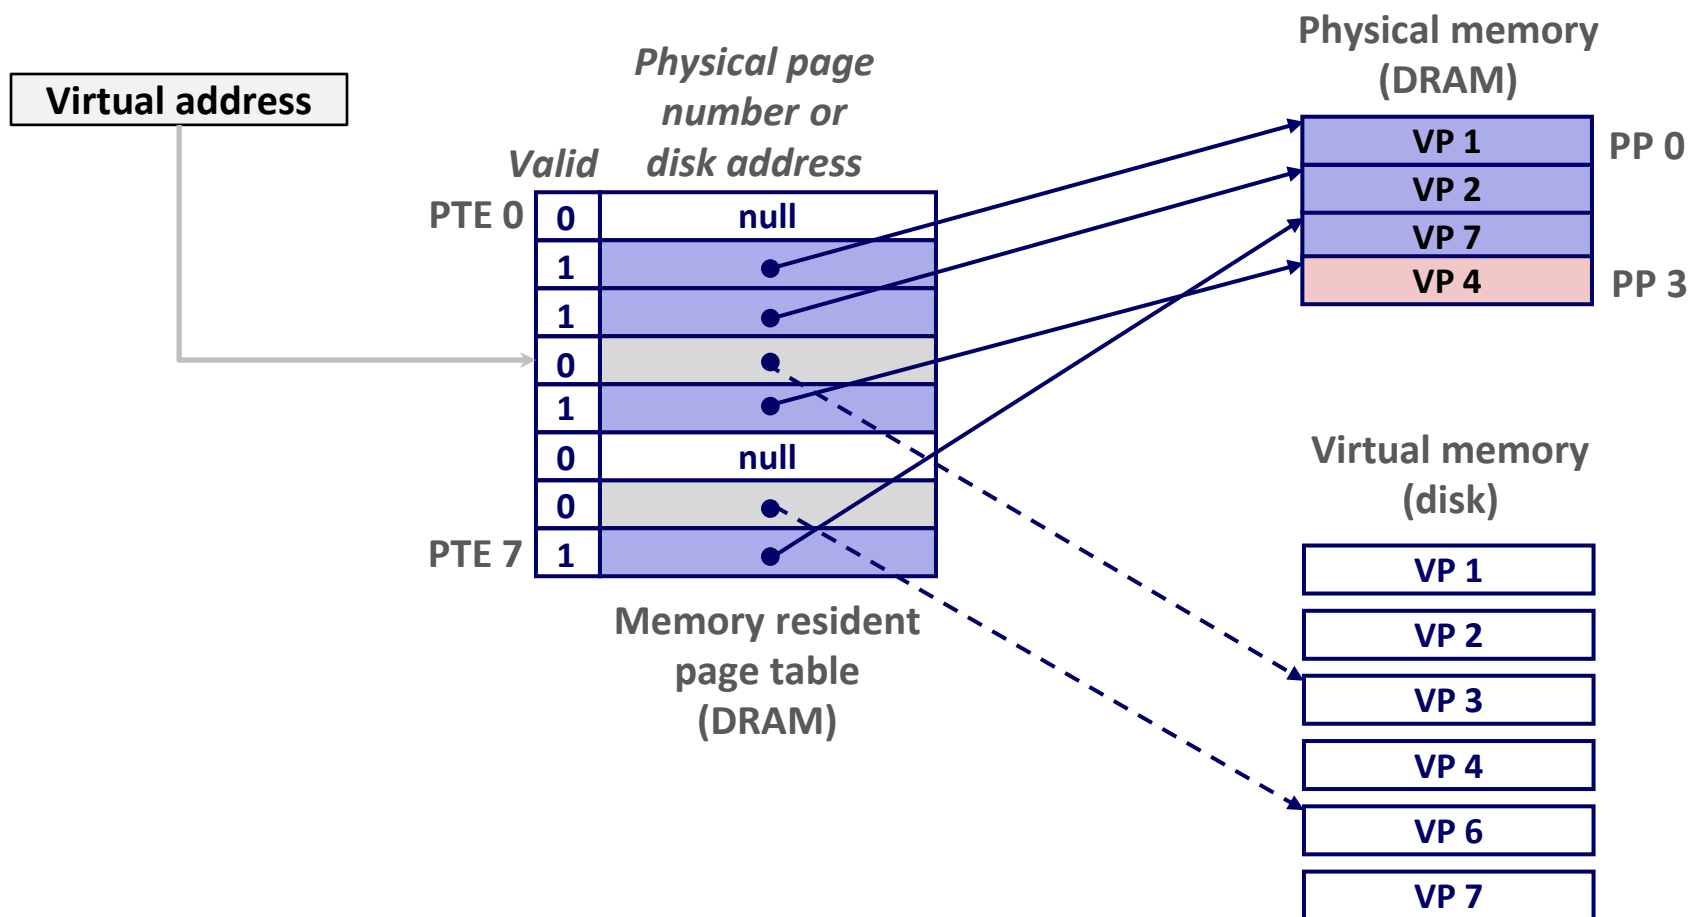 Virtual address
Physical page
number or
disk address
Valid
PTE 0
0
null
1
1
0
1
0
null
0
PTE 7
1
Memory resident
page table
(DRAM)
Physical memory
(DRAM)
VP 1
PP 0
VP 2
VP 7
VP 4
PP 3
Virtual memory
(disk)
VP 1
VP 2
VP 3
VP 4
VP 6
VP 7